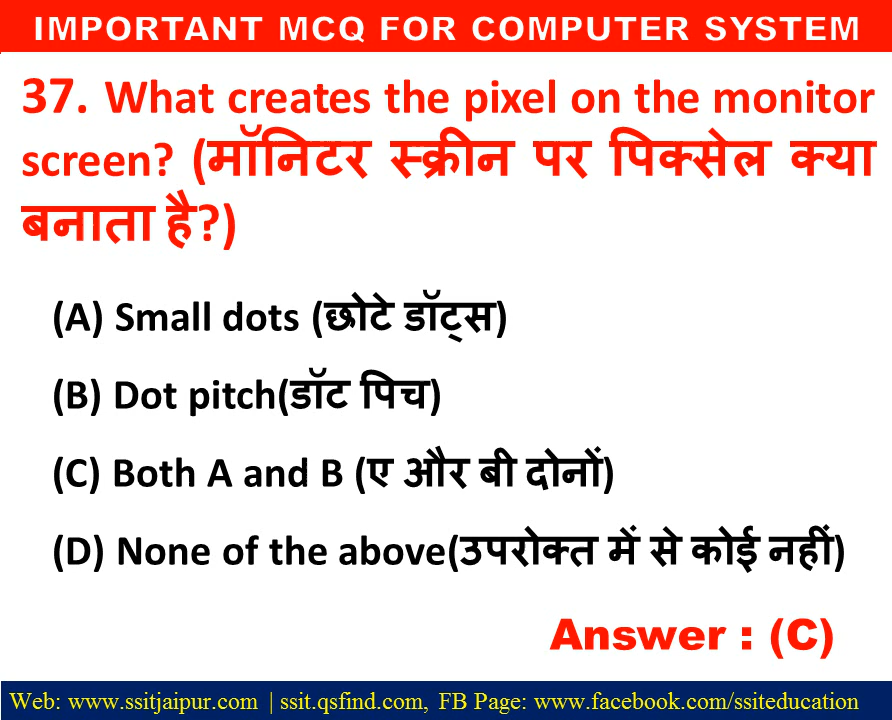 IMPORTANT MCQ FOR COMPUTER SYSTEM
37. What creates the pixel on the monitor
screen? (मॉनिटर स्क्रीन पर पिक्सेल क्या
बनाता है?)
(A) Small dots (छोटे डॉट्स)
(B) Dot pitch(डॉट पिच)
(C) Both A and B (ए और बी दोनों)
(D) None of the above(उपरोक्त में से कोई नहीं)
Answer : (C)
Web: www.ssitjaipur.com | ssit.qsfind.com, FB Page: www.facebook.com/ssiteducation